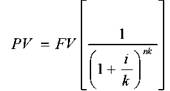 PV = FV [ 1 / ( 1 + i / k )^nk ]